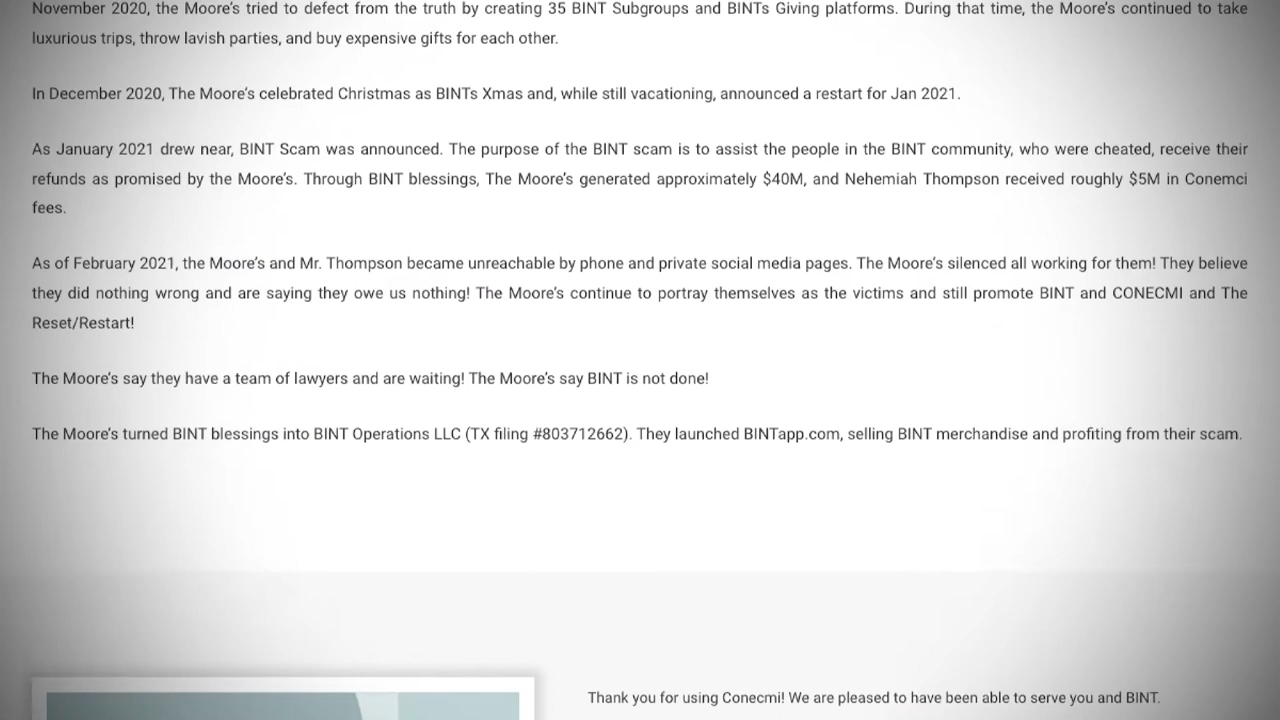 November 2020, the Moore's tried to defect from the truth by creating 35 BINT Subgroups and BINTs Giving platforms. During that time, the Moore's continued to take
luxurious trips, throw lavish parties, and buy expensive gifts for each other.
In December 2020, The Moore's celebrated Christmas as BINTs Xmas and, while still vacationing, announced a restart for Jan 2021.
As January 2021 drew near, BINT Scam was announced. The purpose of the BINT scam is to assist the people in the BINT community, who were cheated, receive their
refunds as promised by the Moore's. Through BINT blessings, The Moore's generated approximately $40M, and Nehemiah Thompson received roughly $5M in Conemci
fees.
As of February 2021, the Moore's and Mr. Thompson became unreachable by phone and private social media pages. The Moore's silenced all working for them! They believe
they did nothing wrong and are saying they owe us nothing! The Moore's continue to portray themselves as the victims and still promote BINT and CONECMI and The
Reset/Restart!
The Moore's say they have a team of lawyers and are waiting! The Moore's say BINT is not done!
The Moore's turned BINT blessings into BINT Operations LLC (TX filing #803712662). They launched BINTapp.com, selling BINT merchandise and profiting from their scam.
Thank you for using Conecmi! We are pleased to have been able to serve you and BINT.